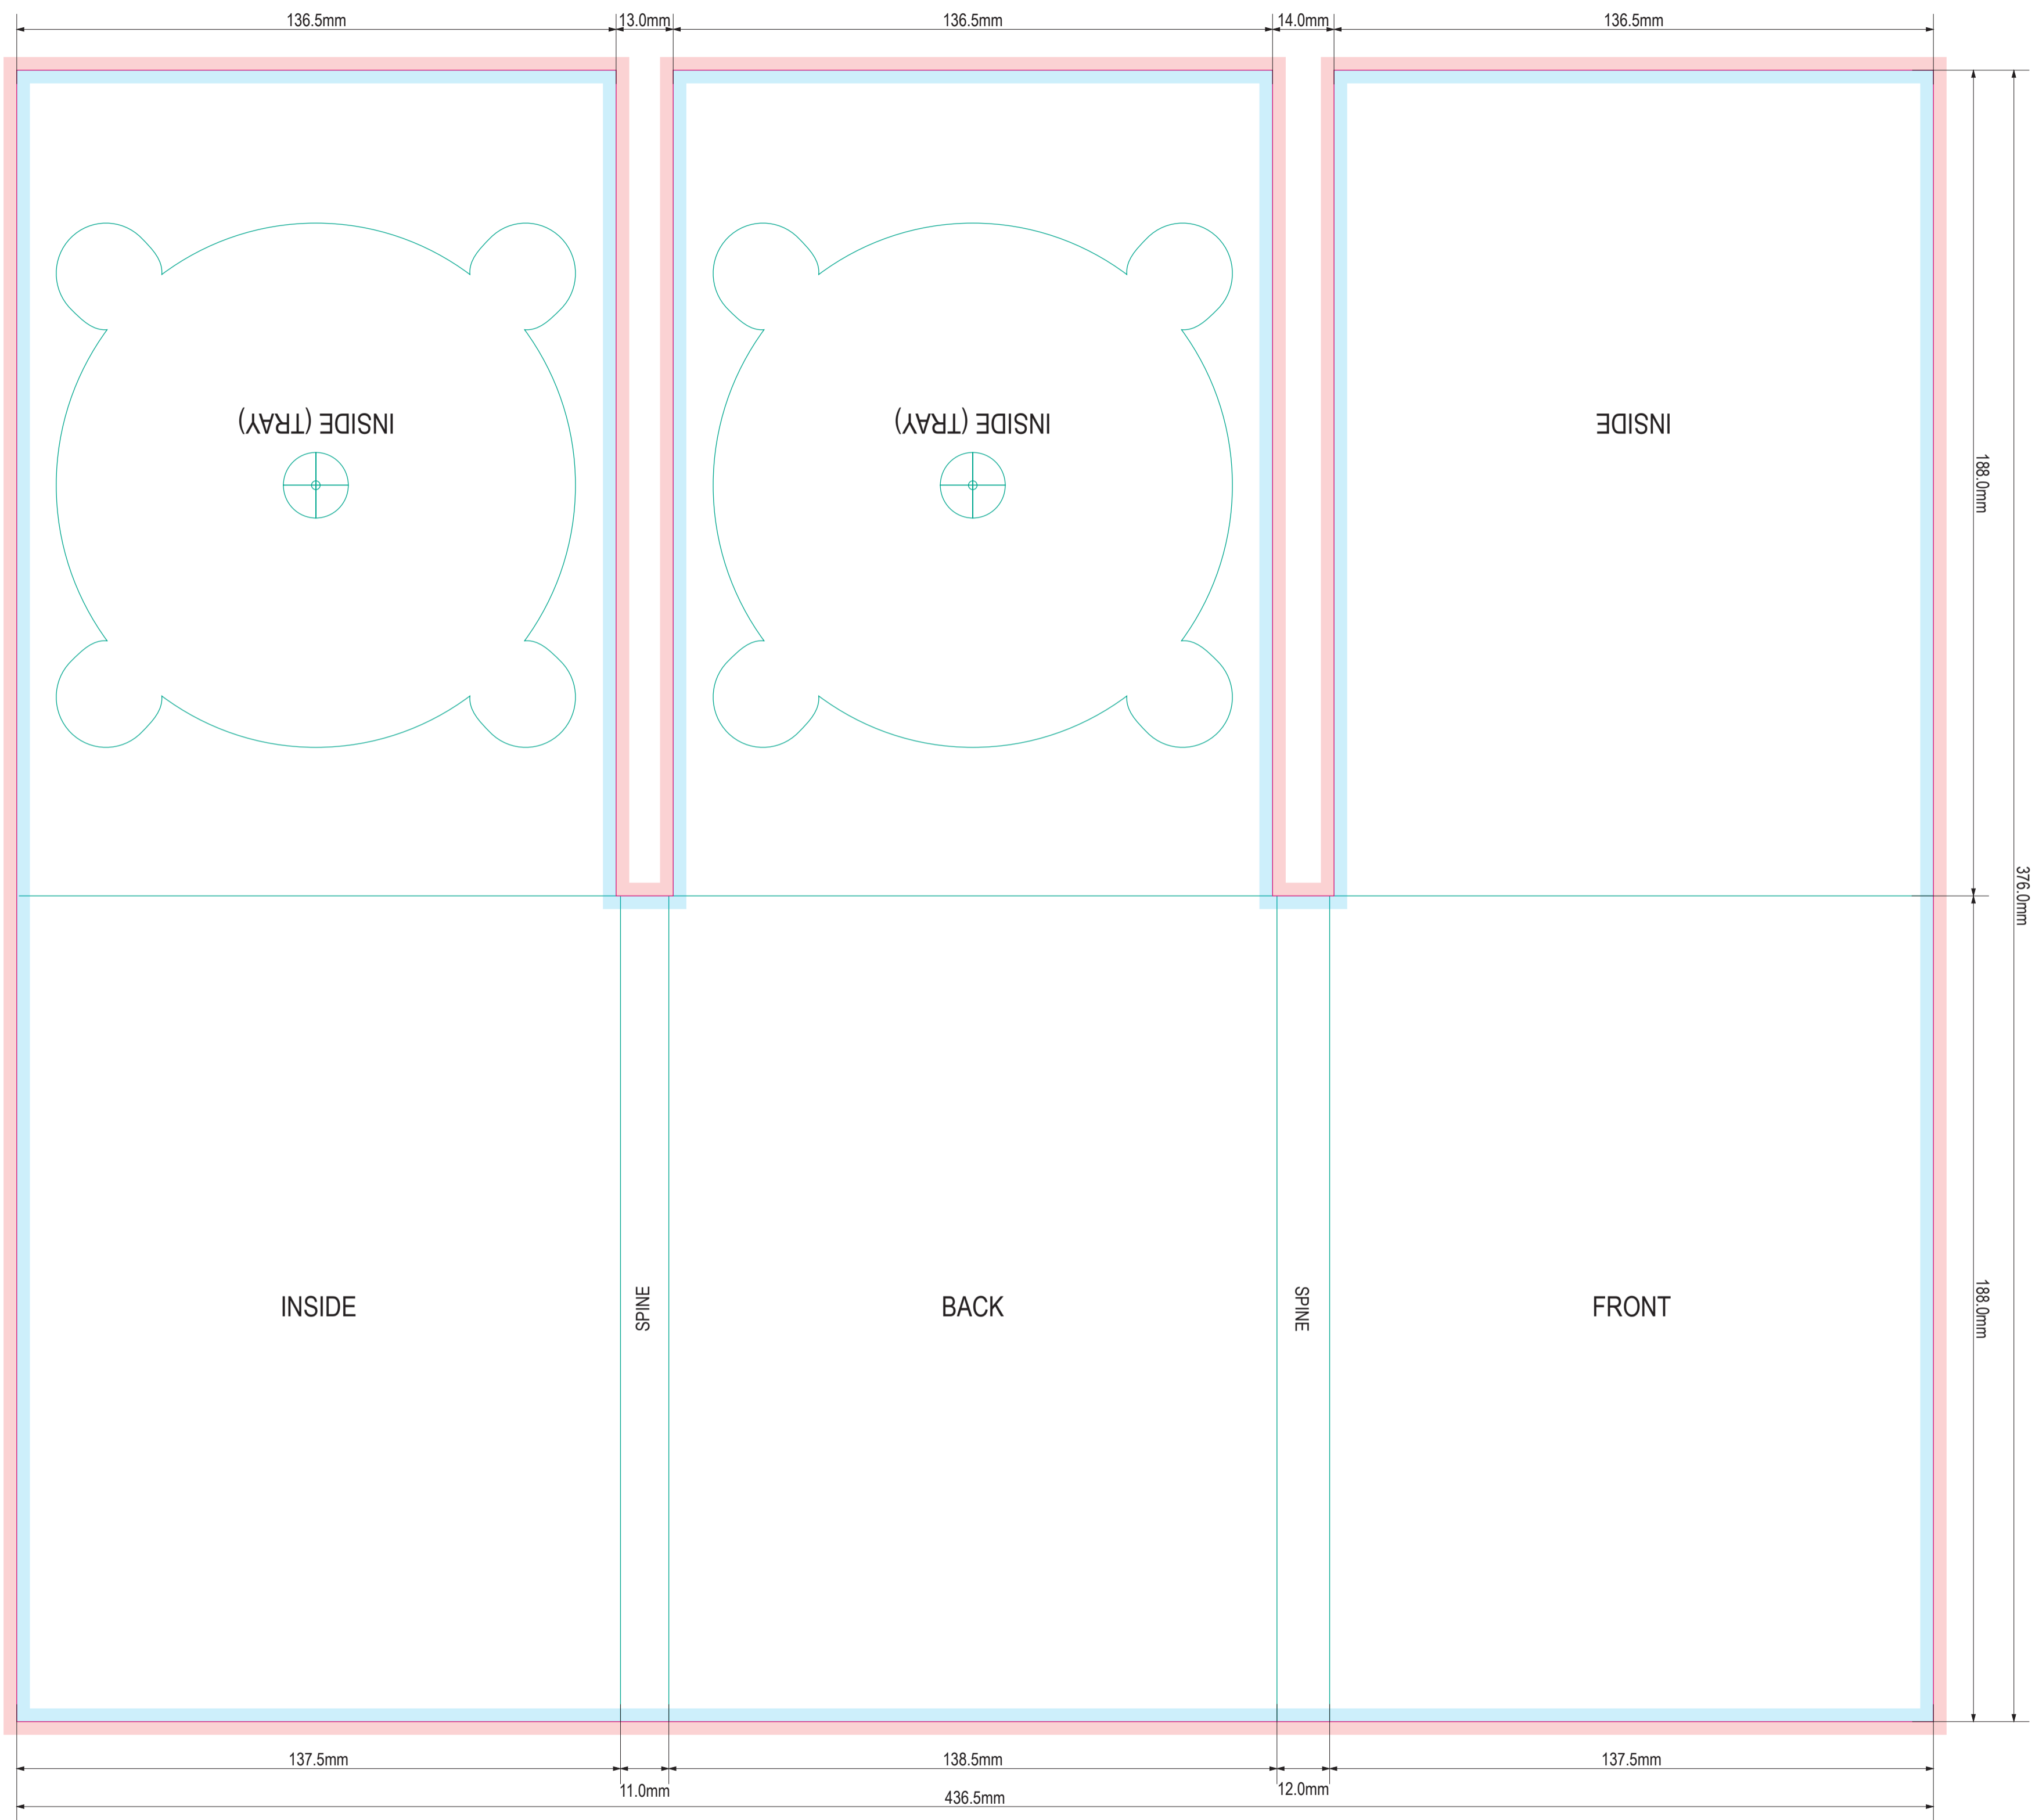 136.5mm
13.0mm
136.5mm
14.0mm
136.5mm
INSIDE (TRAY)
INSIDE (TRAY)
INSIDE
188.0mm
376.0mm
INSIDE
SPINE
BACK
SPINE
FRONT
188.0mm
137.5mm
11.0mm
138.5mm
12.0mm
137.5mm
436.5mm